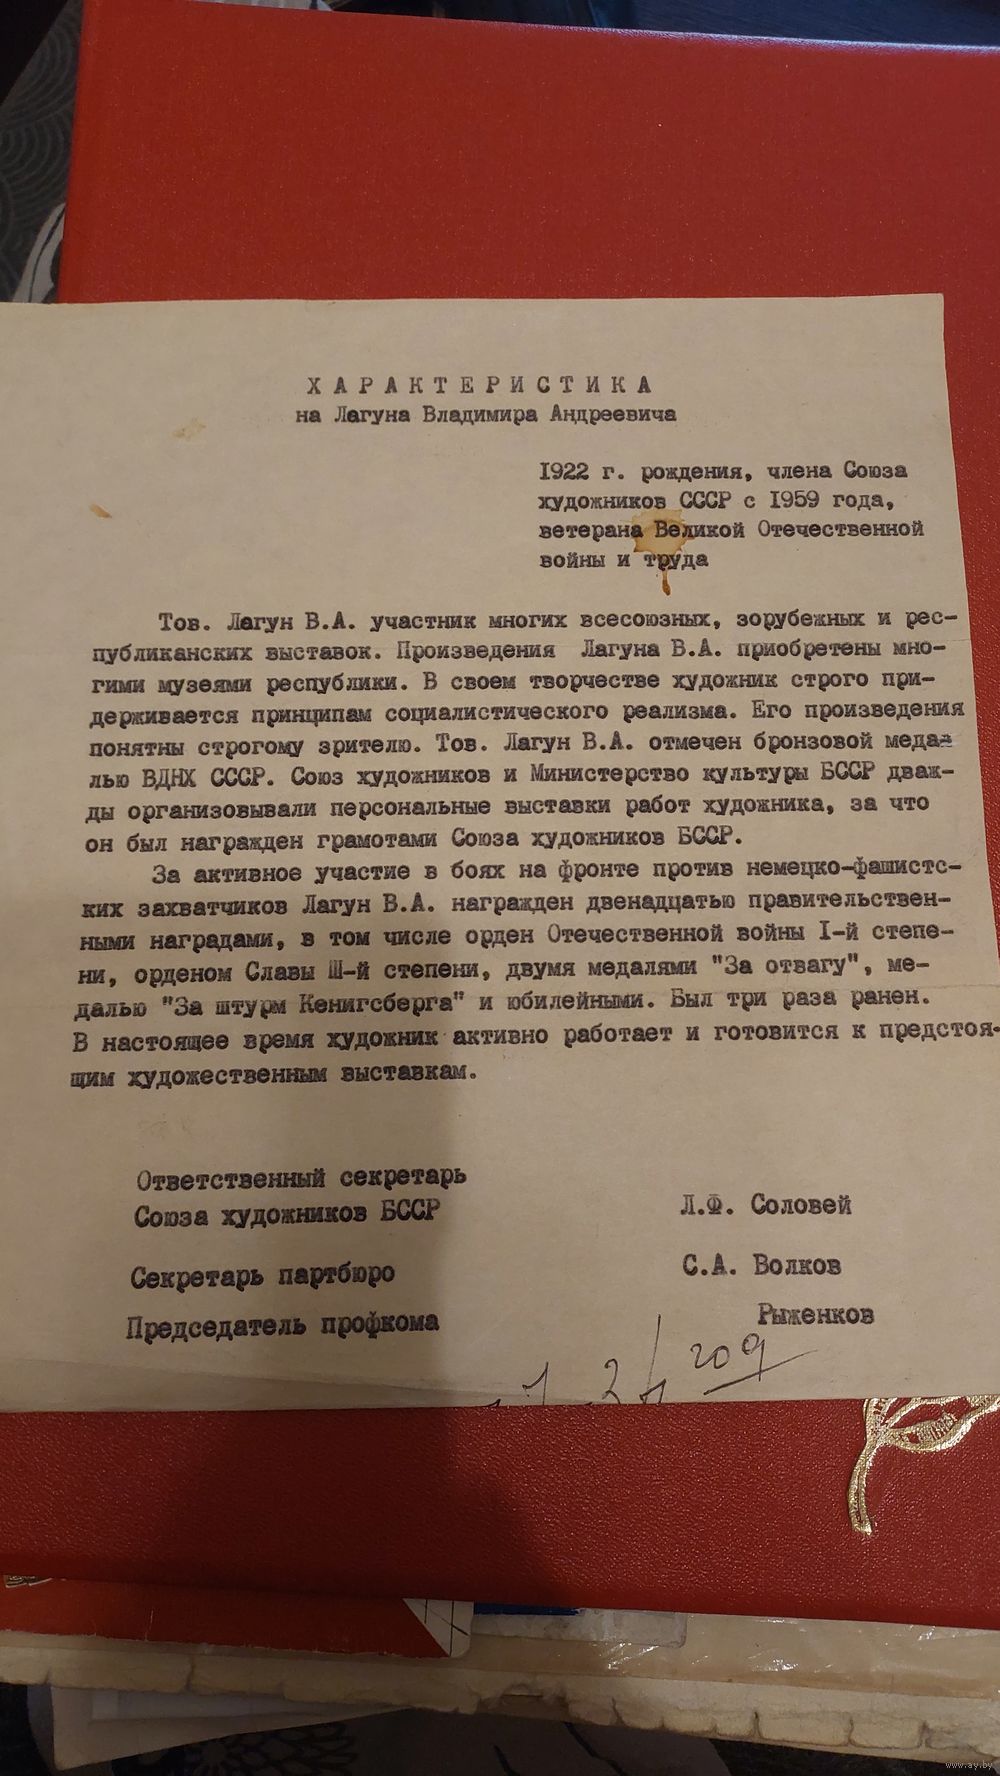 ХАРАКТЕРИСТИКА
на Лагуна Владимира Андреевича
1922 г. рождения, члена Союза
художников СССР с 1959 года,
ветерана Великой Отечественной
войны и труда
Тов. Лагун В.А. участник многих всесоюзных, зорубежных и рес-
публиканских выставок. Произведения Лагуна В.А. приобретены мно-
гими музеями республики. В своем творчестве художник строго при-
держивается принципам социалистического реализма. Его произведения
понятны строгому зрителю. Тов. Лагун В.А. отмечен бронзовой меда-
лью ВДНХ СССР. Союз художников и Министерство культуры БССР дваж-
ды организовывали персональные выставки работ художника, за что
он был награжден грамотами Союза художников БССР.
За активное участие в боях на фронте против немецко-фашистс-
ких захватчиков Лагун В.А. награжден двенадцатью правительствен-
ными наградами, в том числе орден Отечественной войны I-й степе-
ни, орденом Славы Ш-й степени, двумя медалями "За отвагу", ме-
далью "За штурм Кенигсберга" и юбилейными. Был три раза ранен.
В настоящее время художник активно работает и готовится к предстоя-
щим художественным выставкам.
Ответственный секретарь
Союза художников БССР Л.Ф. Соловей
Секретарь партбюро С.А. Волков
Председатель профкома Рыженков
год
www.ay.by